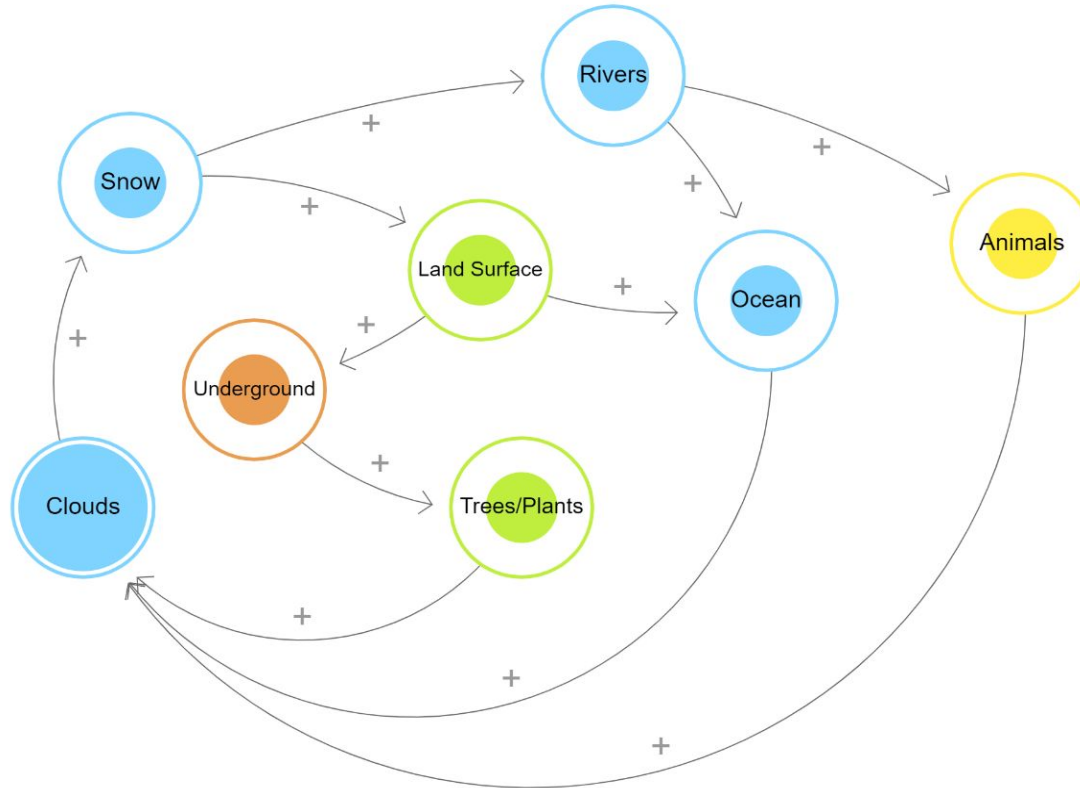 Rivers
+
Snow
+
+
+
Animals
Land Surface
Ocean
+
+
+
Underground
+
Clouds
Trees/Plants
+
+
+